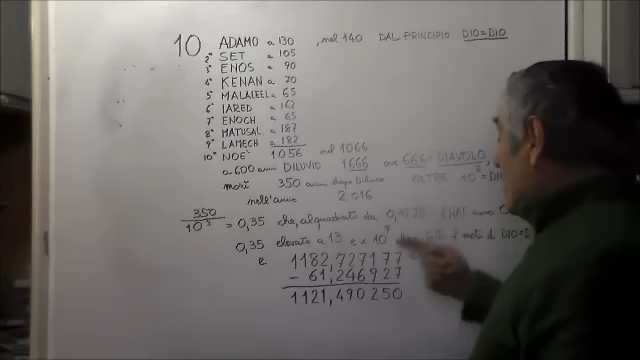 10 ADAMO a 130 , nel 140 DAL PRINCIPIO DIO=DIO
2° SET a 105
3° ENOS a 90
4° KENAN a 70
5° MALALEEL a 65
6° IARED a 162
7° ENOCH a 65
8° MATUSAL. a 187
9° LAMECH a 182
10° NOE' 1056 nel 1066
a 600 anni DILUVIO 1666 ove 666=DIAVOLO,
morì 350 anni dopo Diluvio OLTRE 10³ =DIO
nell'anno 2016
350/10³ = 0,35 che, al quadrato da 0,1225
0,35 elevato a 13 e x 10⁹ DIO=
e 1182,727177
- 61,246927
1121,490250